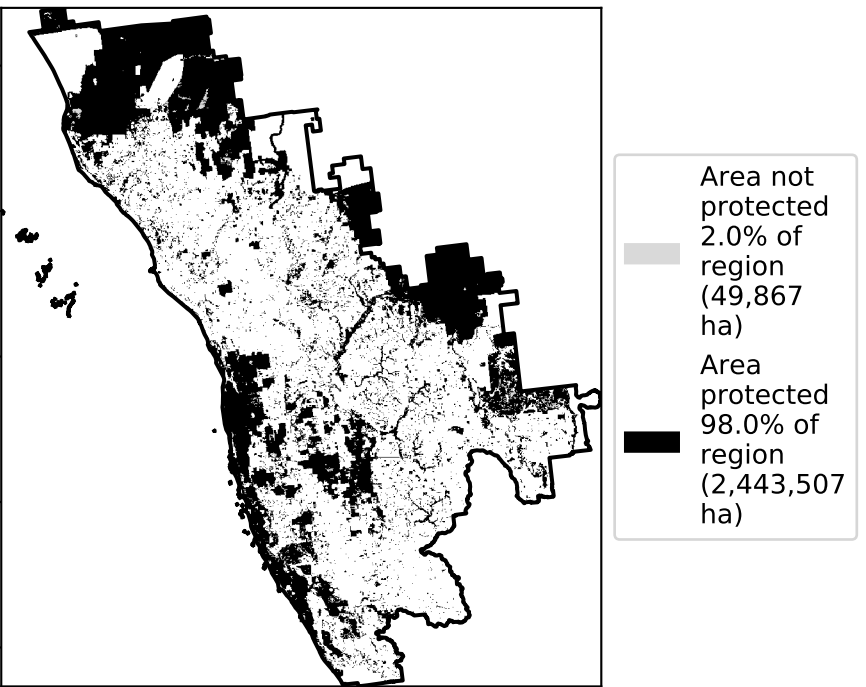 Area not
protected
2.0% of
region
(49,867
ha)
Area
protected
98.0% of
region
(2,443,507
ha)